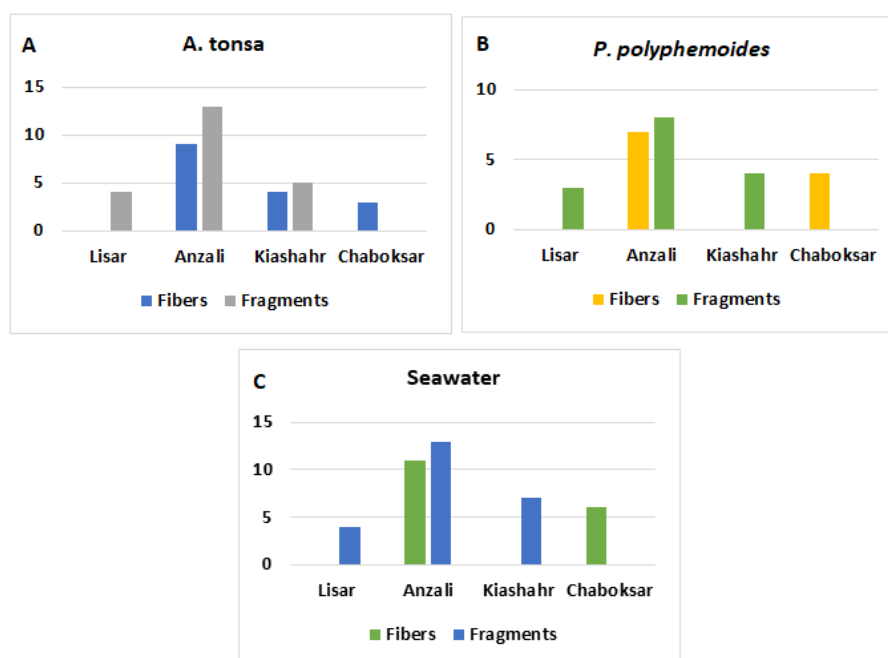 A
A. tonsa
15
10
5
0
Lisar Anzali Kiashahr Chaboksar
Fibers Fragments
B
P. polyphemoides
10
5
0
Lisar Anzali Kiashahr Chaboksar
Fibers Fragments
C
Seawater
15
10
5
0
Lisar Anzali Kiashahr Chaboksar
Fibers Fragments